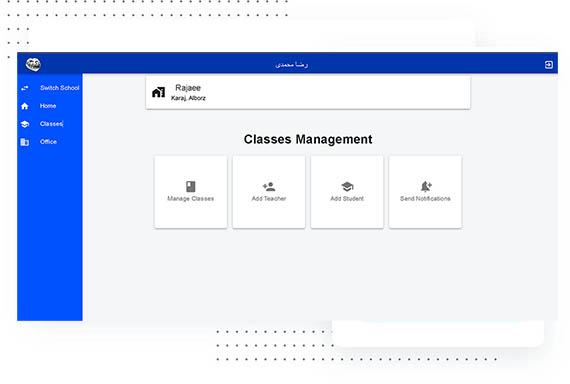 رضا محمدی
Switch School
Home
Classes
Office
Rajaee
Karaj, Alborz
Classes Management
Manage Classes
Add Teacher
Add Student
Send Notifications